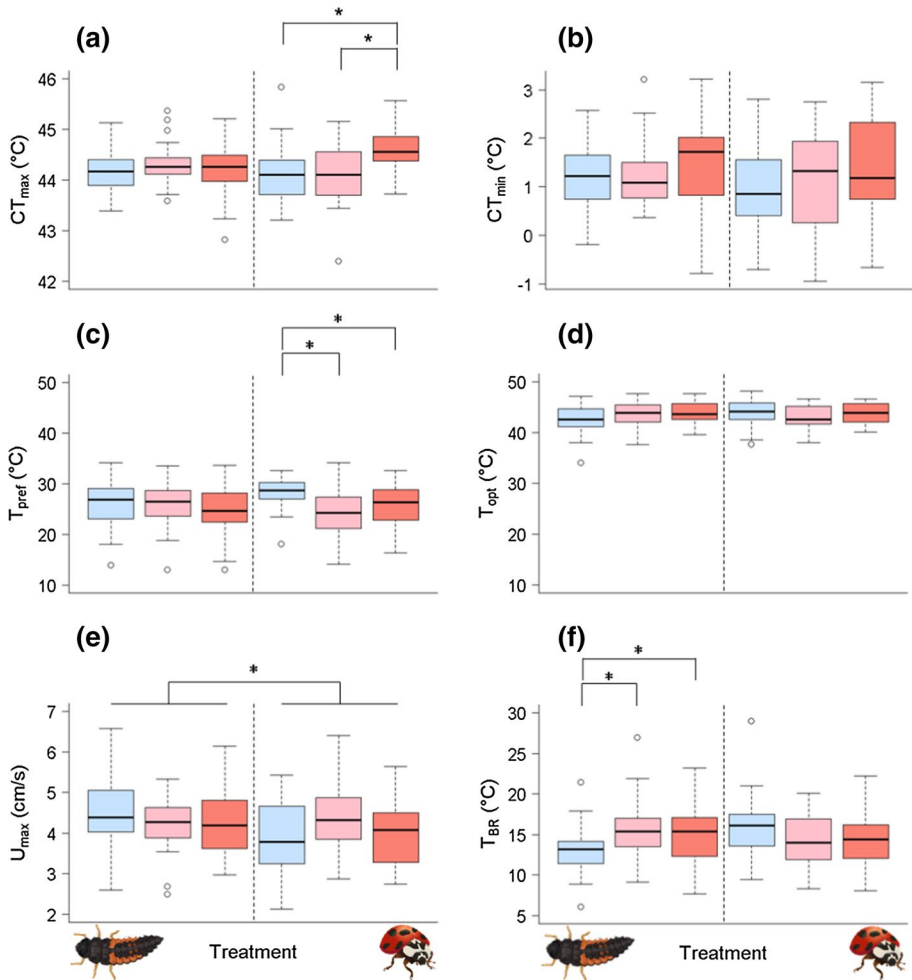 (a)
* 
*
CTmax (°C)
46
45
44
43
42
(b)
CTmin (°C)
3
2
1
0
-1
(c)
*
*
Tpref (°C)
50
40
30
20
10
(d)
Topt (°C)
50
40
30
20
10
(e)
*
Umax (cm/s)
7
6
5
4
3
2
Treatment
(f)
*
*
TBR (°C)
30
25
20
15
10
5
Treatment